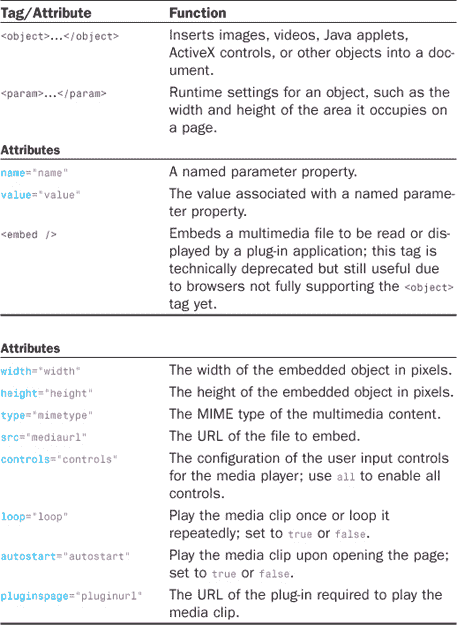 Tag/Attribute Function
<object>...</object> Inserts images, videos, Java applets,
ActiveX controls, or other objects into a doc-
ument.
<param>...</param> Runtime settings for an object, such as the
width and height of the area it occupies on
a page.
Attributes
name="name" A named parameter property.
value="value" The value associated with a named parame-
ter property.
<embed /> Embeds a multimedia file to be read or dis-
played by a plug-in application; this tag is
technically deprecated but still useful due
to browsers not fully supporting the <object>
tag yet.
Attributes
width="width" The width of the embedded object in pixels.
height="height" The height of the embedded object in pixels.
type="mimetype" The MIME type of the multimedia content.
src="mediaurl" The URL of the file to embed.
controls="controls" The configuration of the user input controls
for the media player; use all to enable all
controls.
loop="loop" Play the media clip once or loop it
repeatedly; set to true or false.
autostart="autostart" Play the media clip upon opening the page;
set to true or false.
pluginspage="pluginurl" The URL of the plug-in required to play the
media clip.